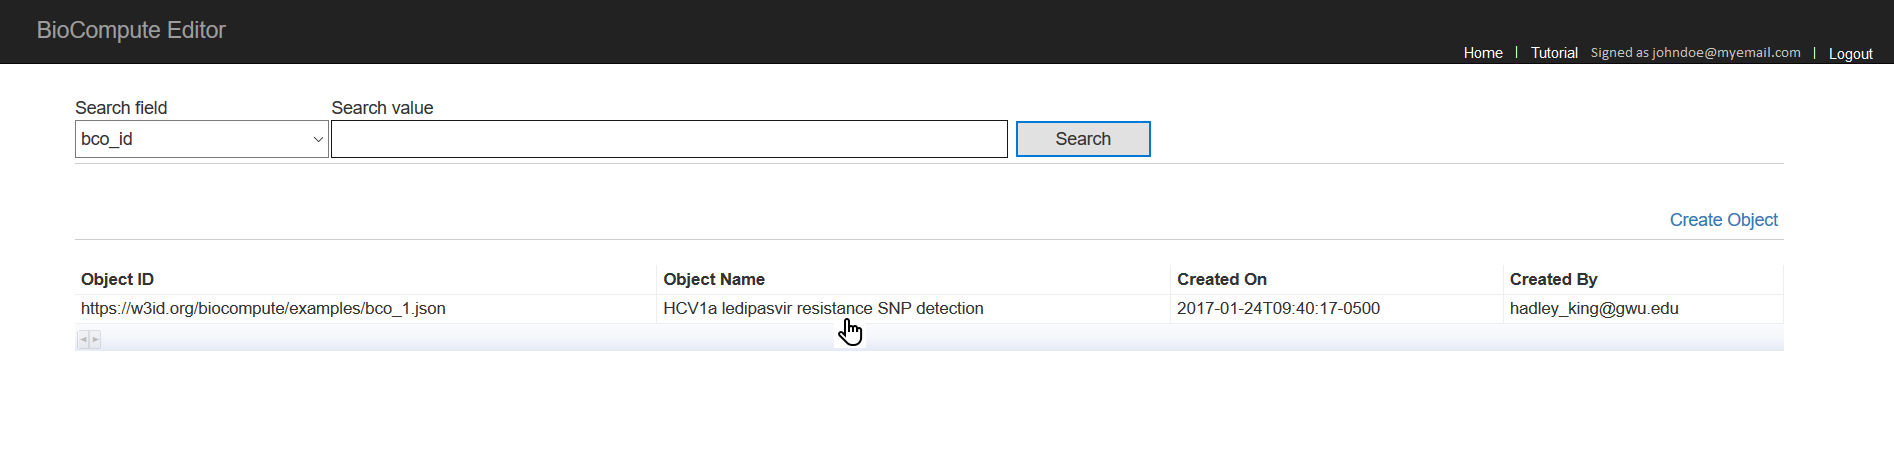 BioCompute Editor
Home | Tutorial Signed as johndoe@myemail.com | Logout
Search field Search value
bco_id Search
Create Object
Object ID Object Name Created On Created By
https://w3id.org/biocompute/examples/bco_1.json HCV1a ledipasvir resistance SNP detection 2017-01-24T09:40:17-0500 hadley_king@gwu.edu